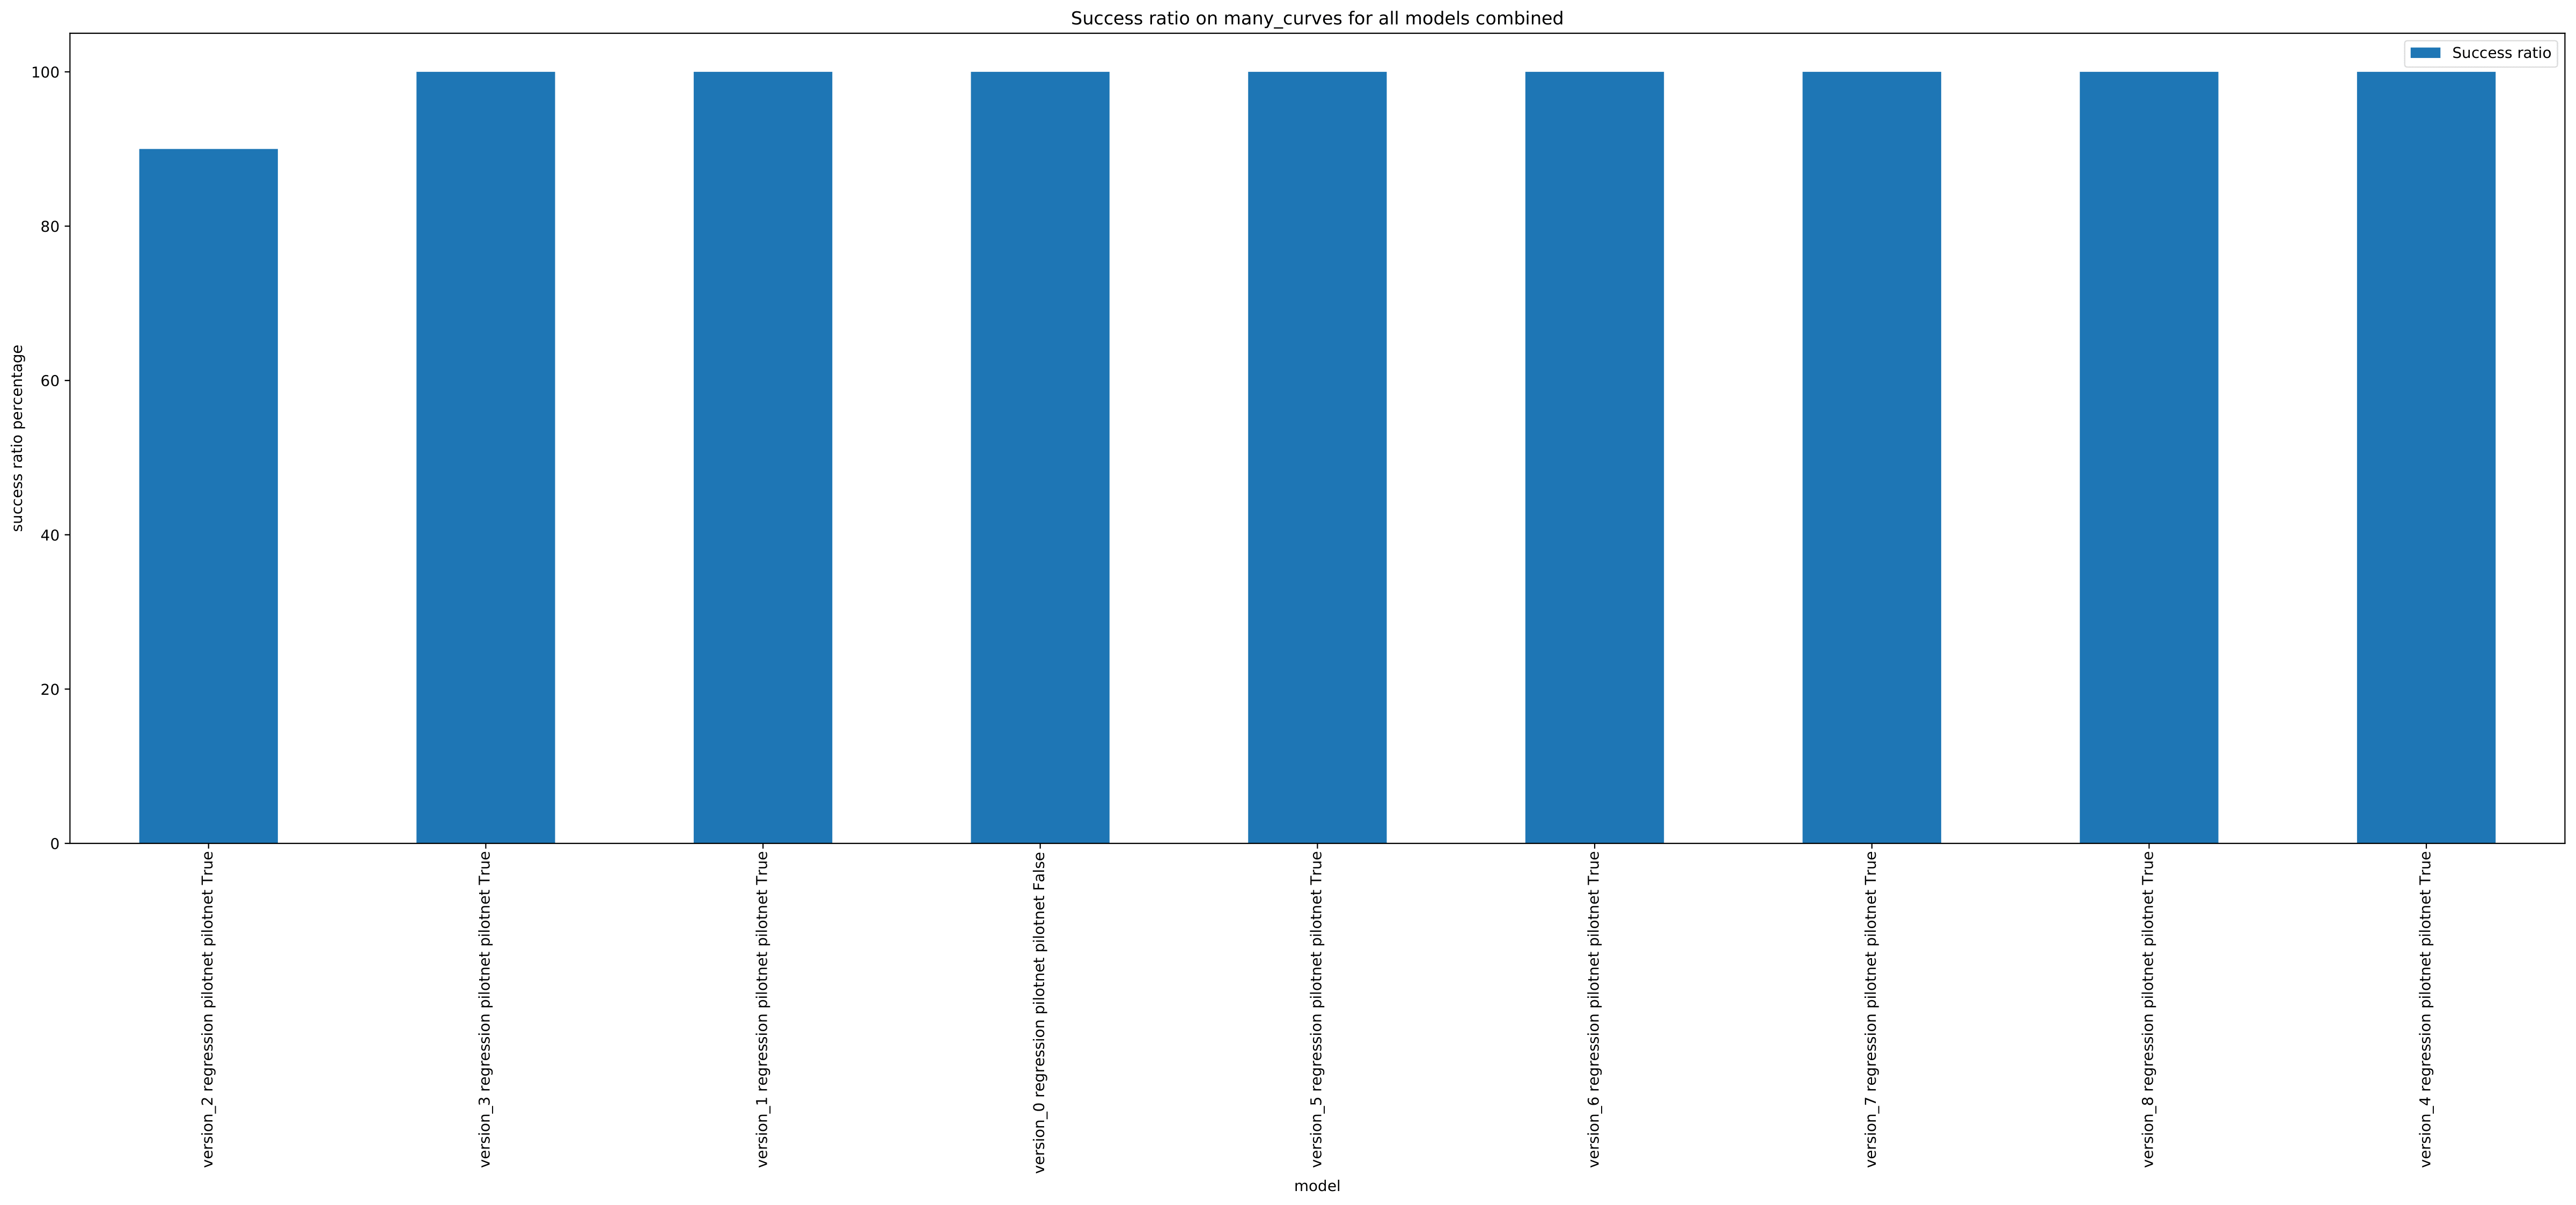 Success ratio on many_curves for all models combined
Success ratio
success ratio percentage
100
80
60
40
20
0
version_2 regression pilotnet pilotnet True
version_3 regression pilotnet pilotnet True
version_1 regression pilotnet pilotnet True
version_0 regression pilotnet pilotnet False
version_5 regression pilotnet pilotnet True
version_6 regression pilotnet pilotnet True
version_7 regression pilotnet pilotnet True
version_8 regression pilotnet pilotnet True
version_4 regression pilotnet pilotnet True
model